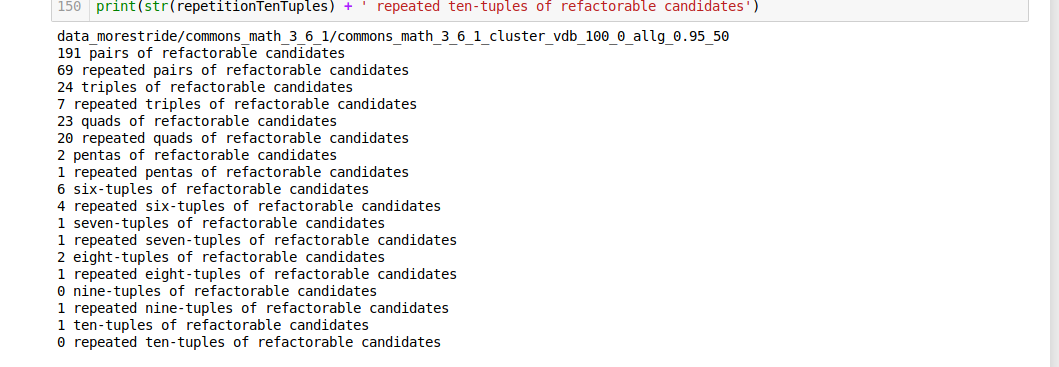 150 print(str(repetitionTenTuples) + ' repeated ten-tuples of refactorable candidates')
data_morestride/commons_math_3_6_1/commons_math_3_6_1_cluster_vdb_100_0_allg_0.95_50
191 pairs of refactorable candidates
69 repeated pairs of refactorable candidates
24 triples of refactorable candidates
7 repeated triples of refactorable candidates
23 quads of refactorable candidates
20 repeated quads of refactorable candidates
2 pentas of refactorable candidates
1 repeated pentas of refactorable candidates
6 six-tuples of refactorable candidates
4 repeated six-tuples of refactorable candidates
1 seven-tuples of refactorable candidates
1 repeated seven-tuples of refactorable candidates
2 eight-tuples of refactorable candidates
1 repeated eight-tuples of refactorable candidates
0 nine-tuples of refactorable candidates
1 repeated nine-tuples of refactorable candidates
1 ten-tuples of refactorable candidates
0 repeated ten-tuples of refactorable candidates